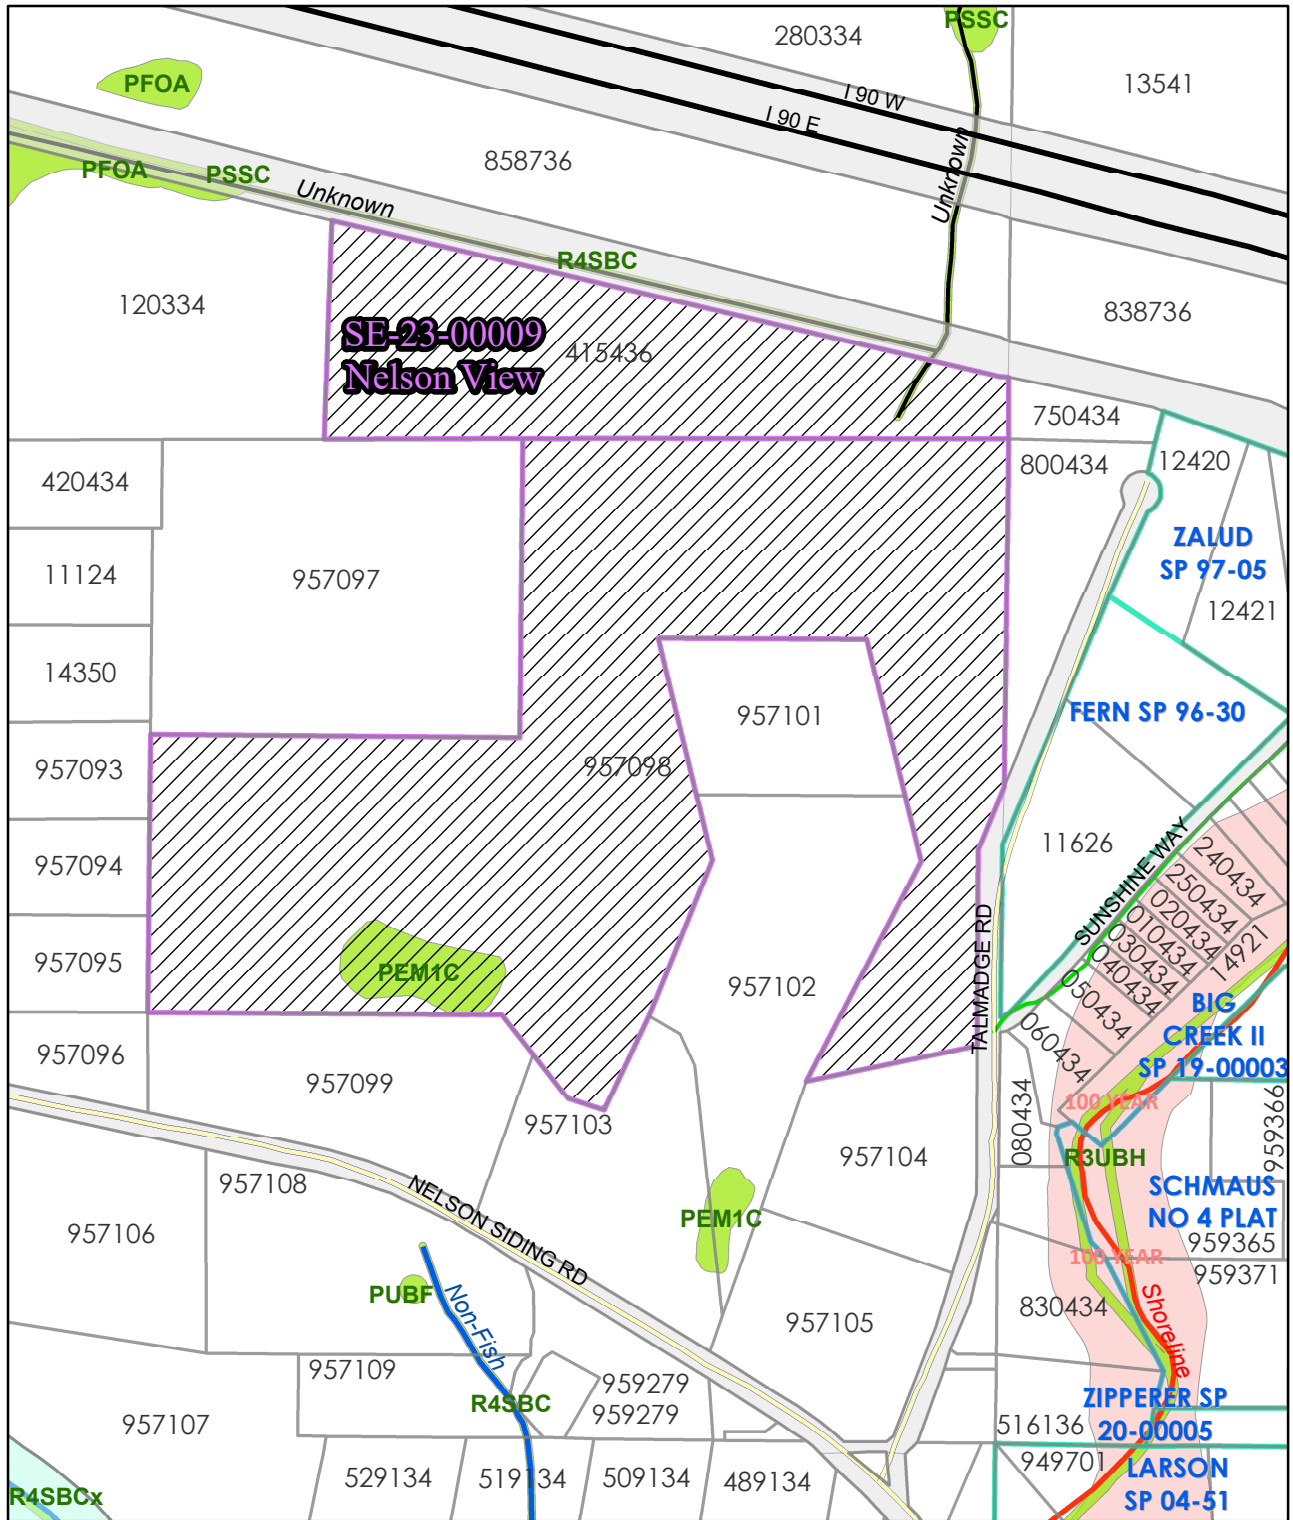 PSSC
280334
13541
PFOA
I 90 W
I 90 E
Unknown
858736
PFOA
PSSC
Unknown
R4SBC
120334
838736
SE-23-00009
Nelson View
415436
750434
800434
12420
420434
ZALUD
SP 97-05
11124
957097
12421
14350
FERN SP 96-30
957101
957093
957098
11626
957094
SUNSHINE WAY
240434
250434
020434
010434
030434
040434
050434
14921
957095
PEM1C
957102
TALMADGE RD
BIG
CREEK II
SP 19-00003
060434
957096
957099
080434
100 YEAR
959366
957103
957104
R3UBH
957108
NELSON SIDING RD
SCHMAUS
NO 4 PLAT
957106
PEM1C
959365
100 YEAR
959371
PUBF
Non-Fish
830434
957105
Shoreline
957109
959279
R4SBC
959279
ZIPPERER SP
20-00005
957107
516136
949701
LARSON
SP 04-51
529134
519134
509134
489134
R4SBCx